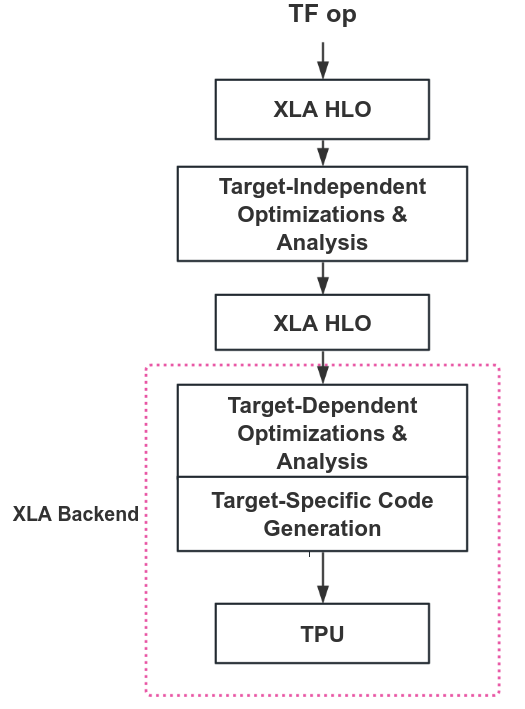 TF op
XLA HLO
Target-Independent
Optimizations &
Analysis
XLA HLO
Target-Dependent
Optimizations &
Analysis
XLA Backend
Target-Specific Code
Generation
TPU